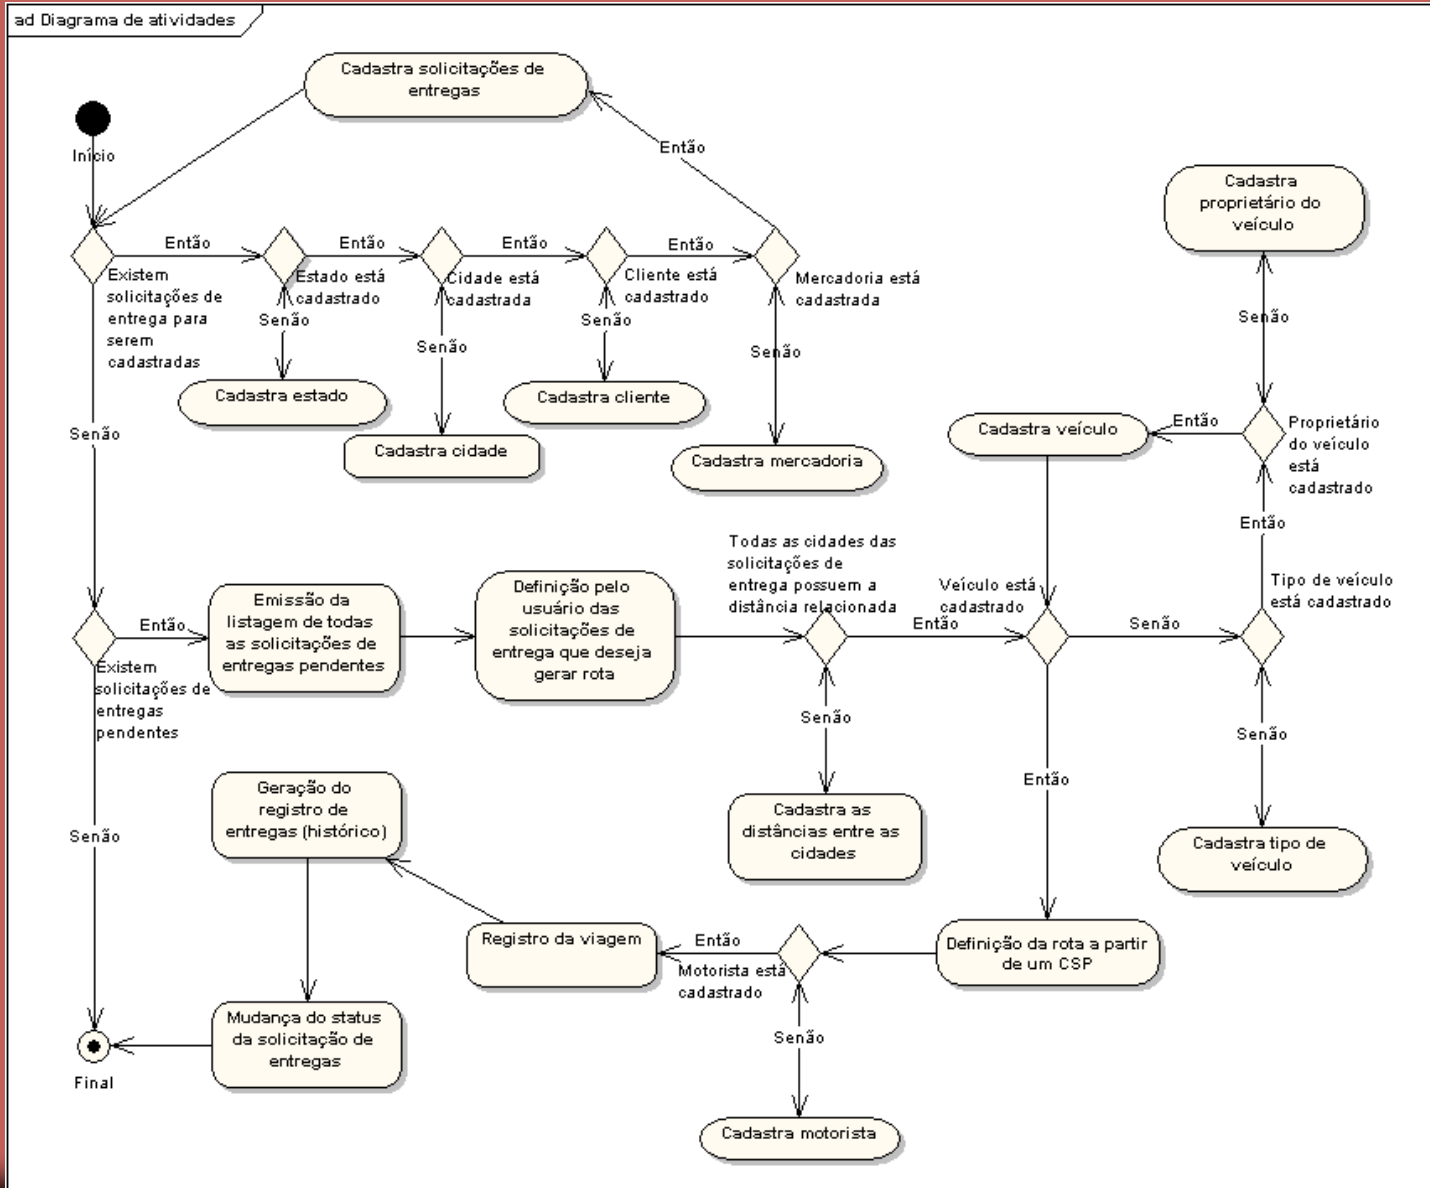 ad Diagrama de atividades
Cadastra solicitações de
entregas
Início
Então
Cadastra
proprietário do
veículo
Então
Então
Então
Então
Existem
solicitações de
entrega para
serem
cadastradas
Estado está
cadastrado
Cidade está
cadastrada
Cliente está
cadastrado
Mercadoria está
cadastrada
Senão
Senão
Senão
Senão
Senão
Cadastra estado
Cadastra cidade
Cadastra cliente
Cadastra mercadoria
Senão
Cadastra veículo
Então
Proprietário
do veículo
está
cadastrado
Então
Todas as cidades das
solicitações de
entrega possuem a
distância relacionada
Veículo está
cadastrado
Tipo de veículo
está cadastrado
Então
Emissão da
listagem de todas
as solicitações de
entregas pendentes
Definição pelo
usuário das
solicitações de
entrega que deseja
gerar rota
Então
Senão
Existem
solicitações de
entregas
pendentes
Senão
Senão
Então
Geração do
registro de
entregas (histórico)
Cadastra as
distâncias entre as
cidades
Cadastra tipo de
veículo
Senão
Registro da viagem
Então
Motorista está
cadastrado
Definição da rota a partir
de um CSP
Mudança do status
da solicitação de
entregas
Senão
Final
Cadastra motorista